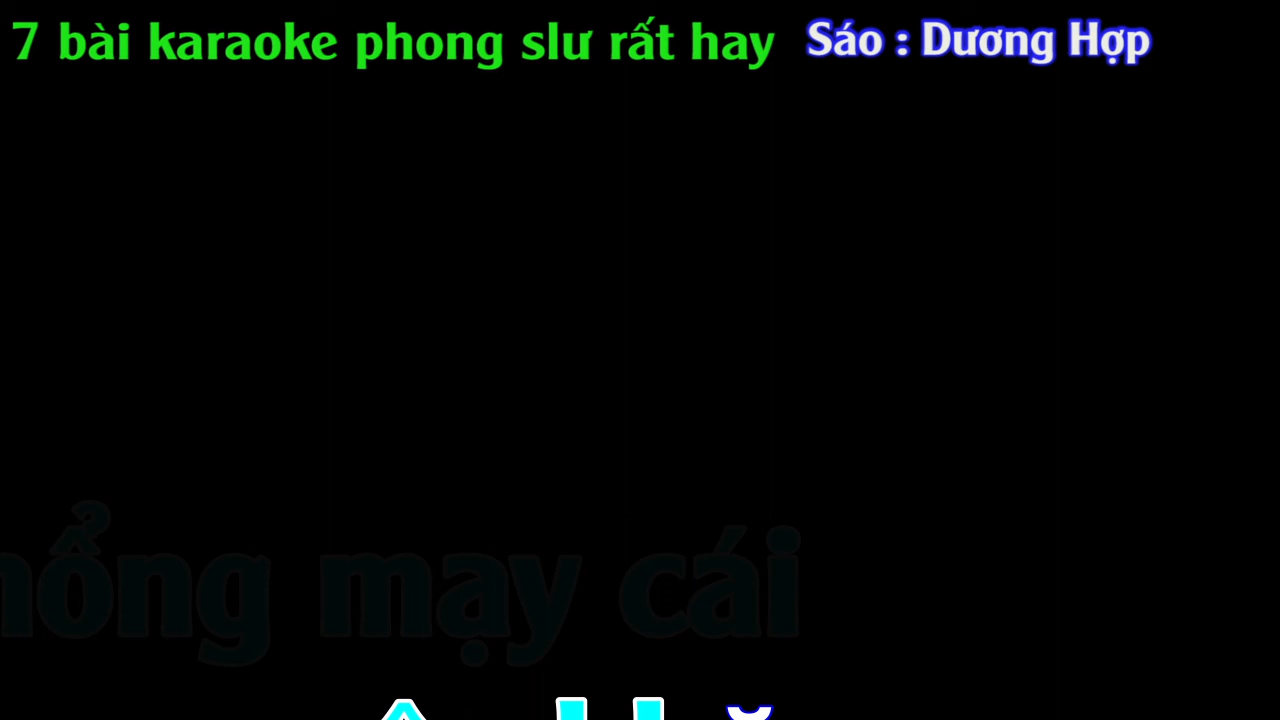 7 bài karaoke phong slư rất hay Sáo : Dương Hợp
mạy cái